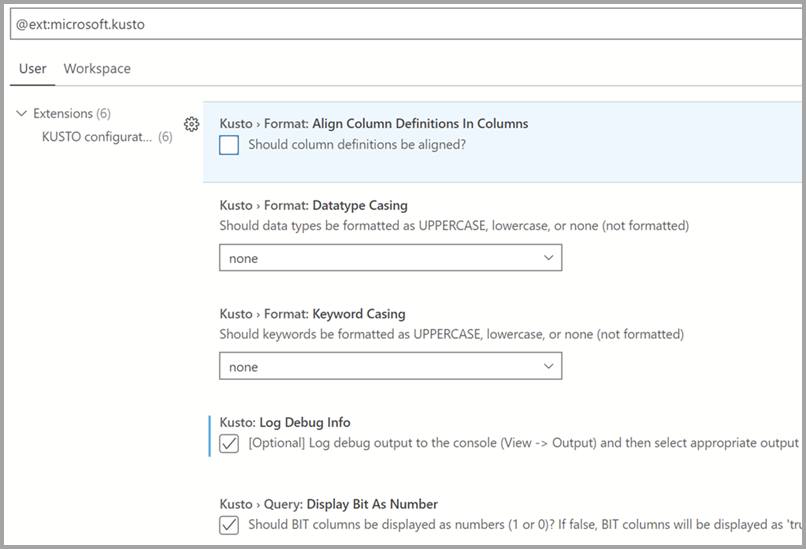 @ext:microsoft.kusto
User Workspace
Extensions (6)
KUSTO configurat... (6)
Kusto › Format: Align Column Definitions In Columns
Should column definitions be aligned?
Kusto › Format: Datatype Casing
Should data types be formatted as UPPERCASE, lowercase, or none (not formatted)
none
Kusto › Format: Keyword Casing
Should keywords be formatted as UPPERCASE, lowercase, or none (not formatted)
none
Kusto: Log Debug Info
[Optional] Log debug output to the console (View -> Output) and then select appropriate output
Kusto › Query: Display Bit As Number
Should BIT columns be displayed as numbers (1 or 0)? If false, BIT columns will be displayed as